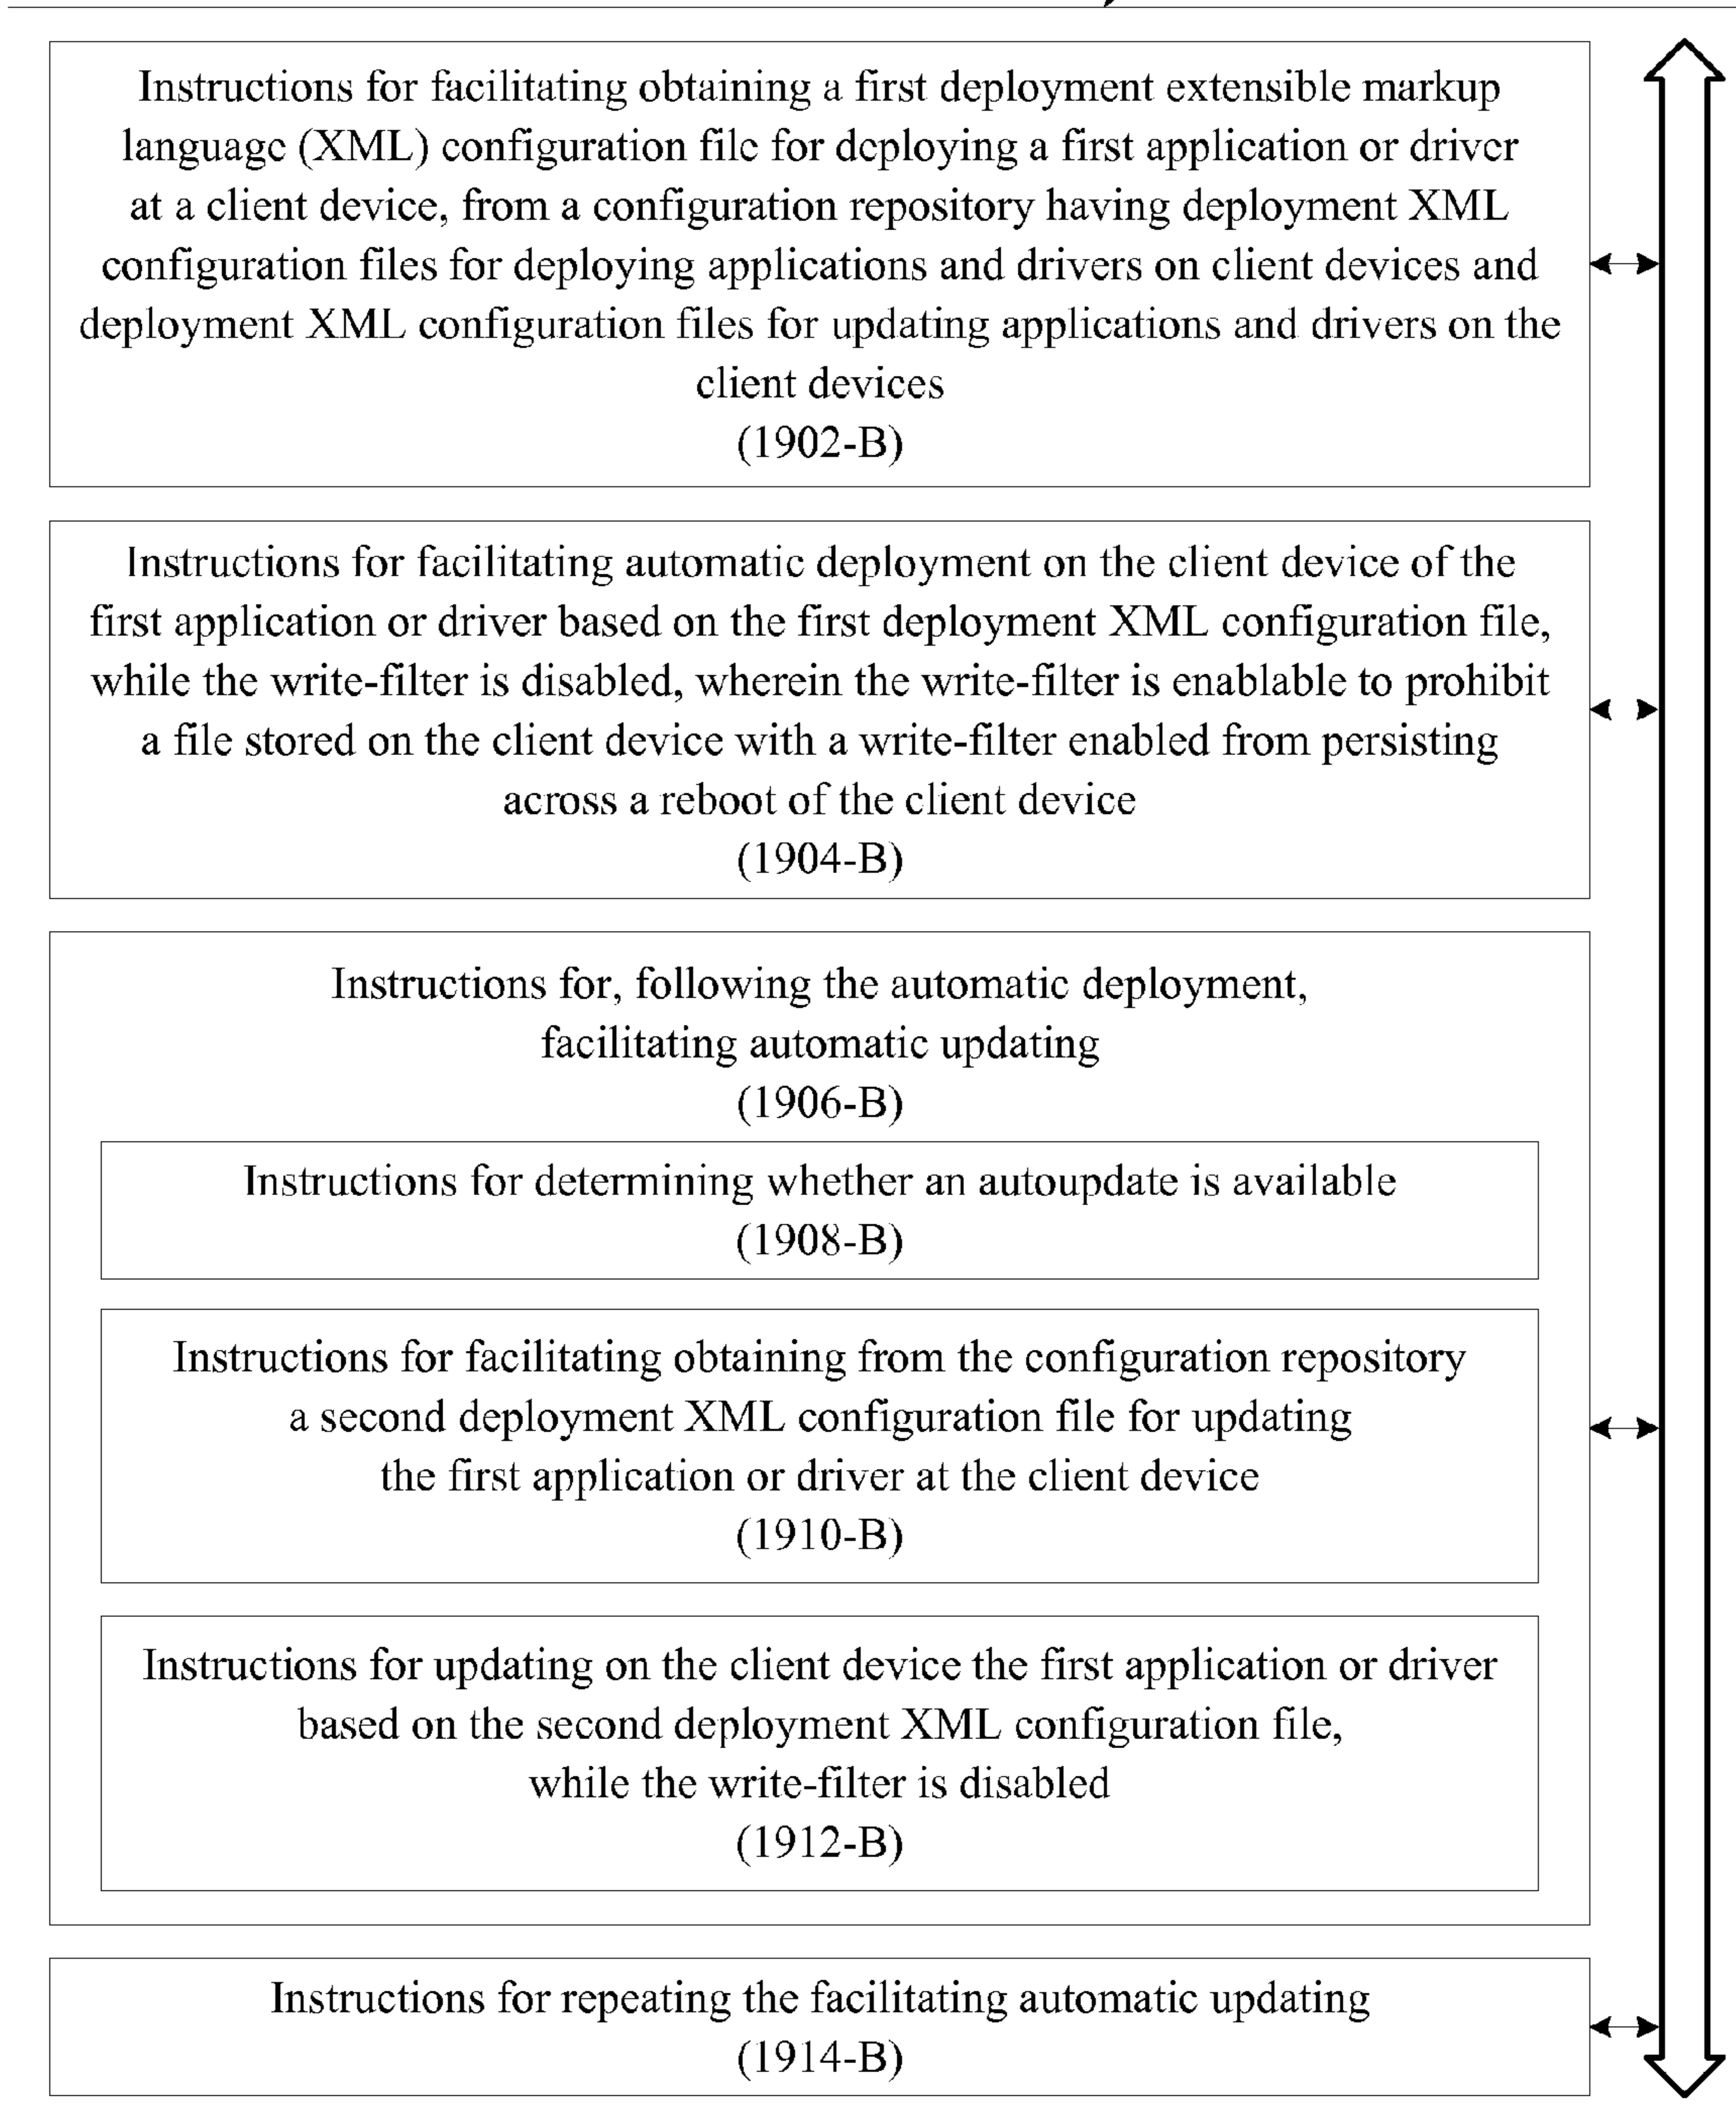 Instructions for facilitating obtaining a first deployment extensible markup
language (XML) configuration file for deploying a first application or driver
at a client device, from a configuration repository having deployment XML
configuration files for deploying applications and drivers on client devices and
deployment XML configuration files for updating applications and drivers on the
client devices
(1902-B)
Instructions for facilitating automatic deployment on the client device of the
first application or driver based on the first deployment XML configuration file,
while the write-filter is disabled, wherein the write-filter is enablable to prohibit
a file stored on the client device with a write-filter enabled from persisting
across a reboot of the client device
(1904-B)
Instructions for, following the automatic deployment,
facilitating automatic updating
(1906-B)
Instructions for determining whether an autoupdate is available
(1908-B)
Instructions for facilitating obtaining from the configuration repository
a second deployment XML configuration file for updating
the first application or driver at the client device
(1910-B)
Instructions for updating on the client device the first application or driver
based on the second deployment XML configuration file,
while the write-filter is disabled
(1912-B)
Instructions for repeating the facilitating automatic updating
(1914-B)